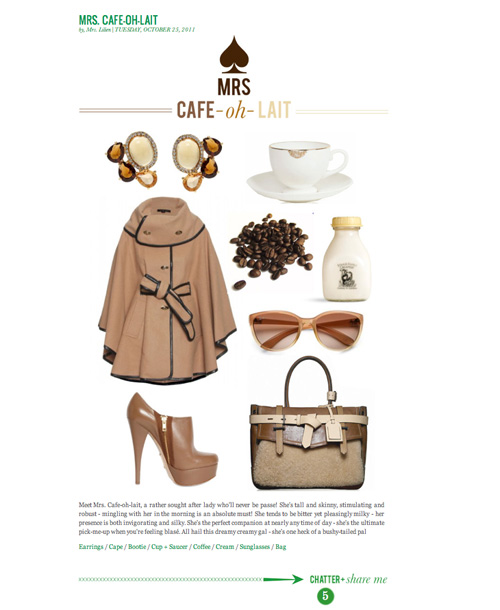 MRS. CAFE-OH-LAIT
by, Mrs. Lilien | TUESDAY, OCTOBER 25, 2011
MRS
CAFE-oh-LAIT
Meet Mrs. Cafe-oh-lait, a rather sought after lady who'll never be passe! She's tall and skinny, stimulating and
robust - mingling with her in the morning is an absolute must! She tends to be bitter yet pleasingly milky - her
presence is both invigorating and silky. She's the perfect companion at nearly any time of day - she's the ultimate
pick-me-up when you're feeling blasé. All hail this dreamy creamy gal - she's one heck of a bushy-tailed pal
Earrings / Cape / Bootie / Cup + Saucer / Coffee / Cream / Sunglasses / Bag
CHATTER+ share me
5